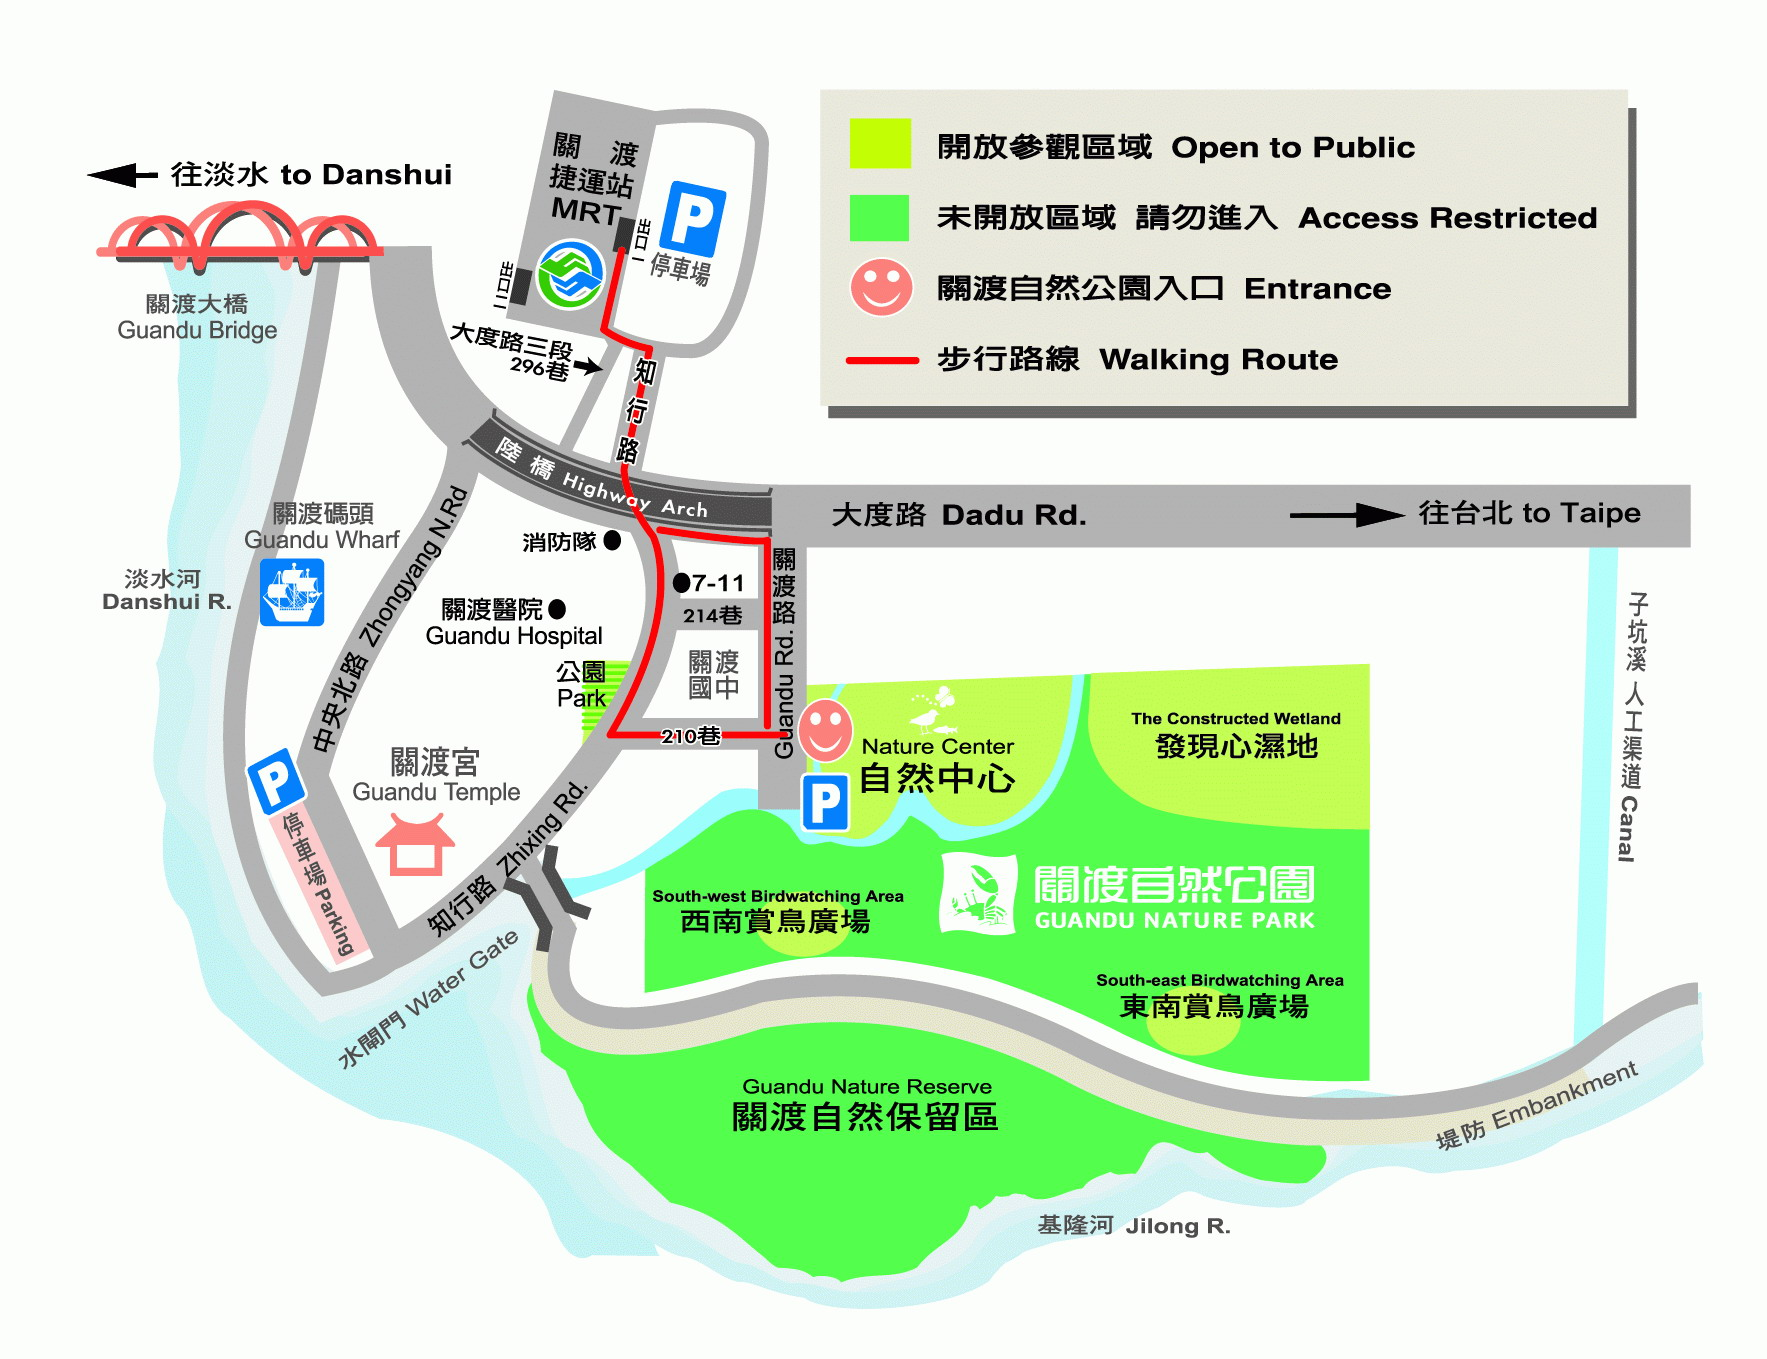 開放參觀區域 Open to Public
未開放區域 請勿進入 Access Restricted
關渡自然公園入口 Entrance
步行路線 Walking Route
往淡水 to Danshui
關渡大橋
Guandu Bridge
關 渡
捷運站
MRT
出口一
出口二
P
停車場
大度路三段
296巷
知行路
陸橋 Highway Arch
大度路 Dadu Rd.
往台北 to Taipe
關渡碼頭
Guandu Wharf
淡水河
Danshui R.
中央北路 Zhongyang N.Rd
消防隊
7-11
關渡醫院
Guandu Hospital
214巷
關渡
國中
關渡路 Guandu Rd.
公園
Park
210巷
P
停車場 Parking
關渡宮
Guandu Temple
知行路 Zhixing Rd.
水閘門 Water Gate
Nature Center
自然中心
P
The Constructed Wetland
發現心濕地
子坑溪 人工渠道 Canal
關渡自然公園
GUANDU NATURE PARK
South-west Birdwatching Area
西南賞鳥廣場
South-east Birdwatching Area
東南賞鳥廣場
Guandu Nature Reserve
關渡自然保留區
堤防 Embankment
基隆河 Jilong R.